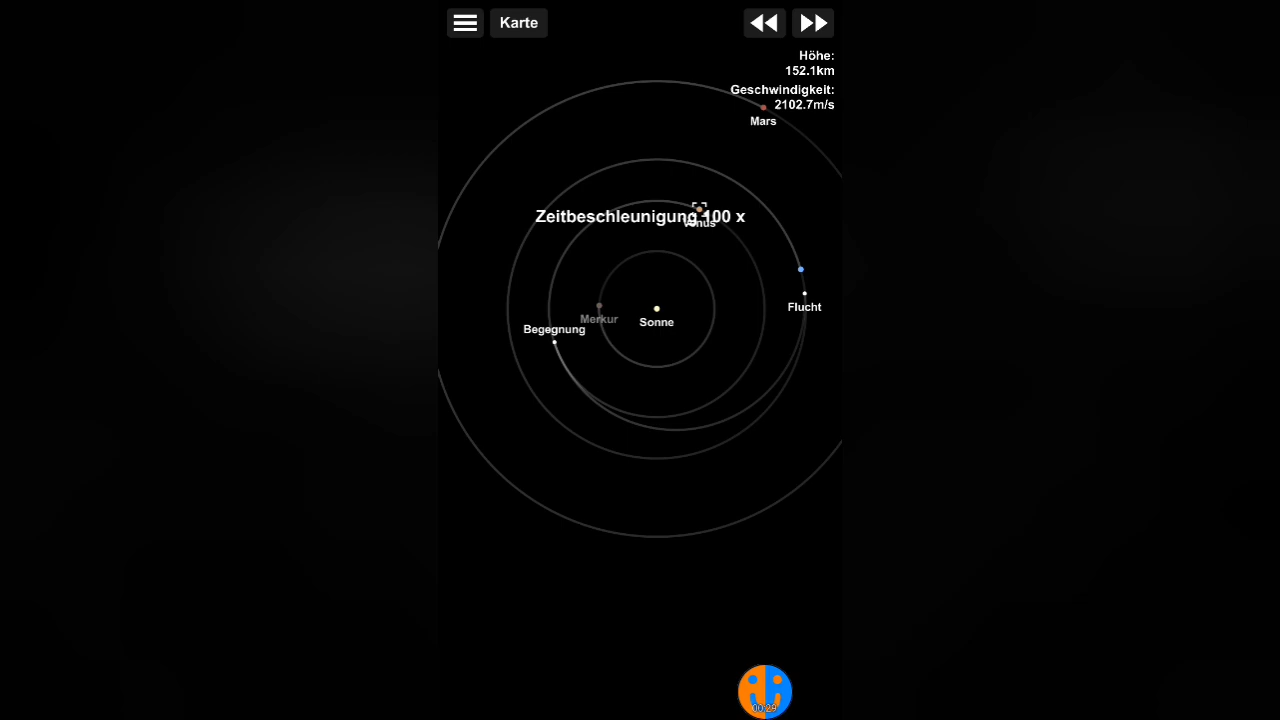 Karte
Höhe:
152.1km
Geschwindigkeit:
2102.7m/s
Mars
Zeitbeschleunigung 100 x
Venus
Flucht
Merkur
Sonne
Begegnung
00:29